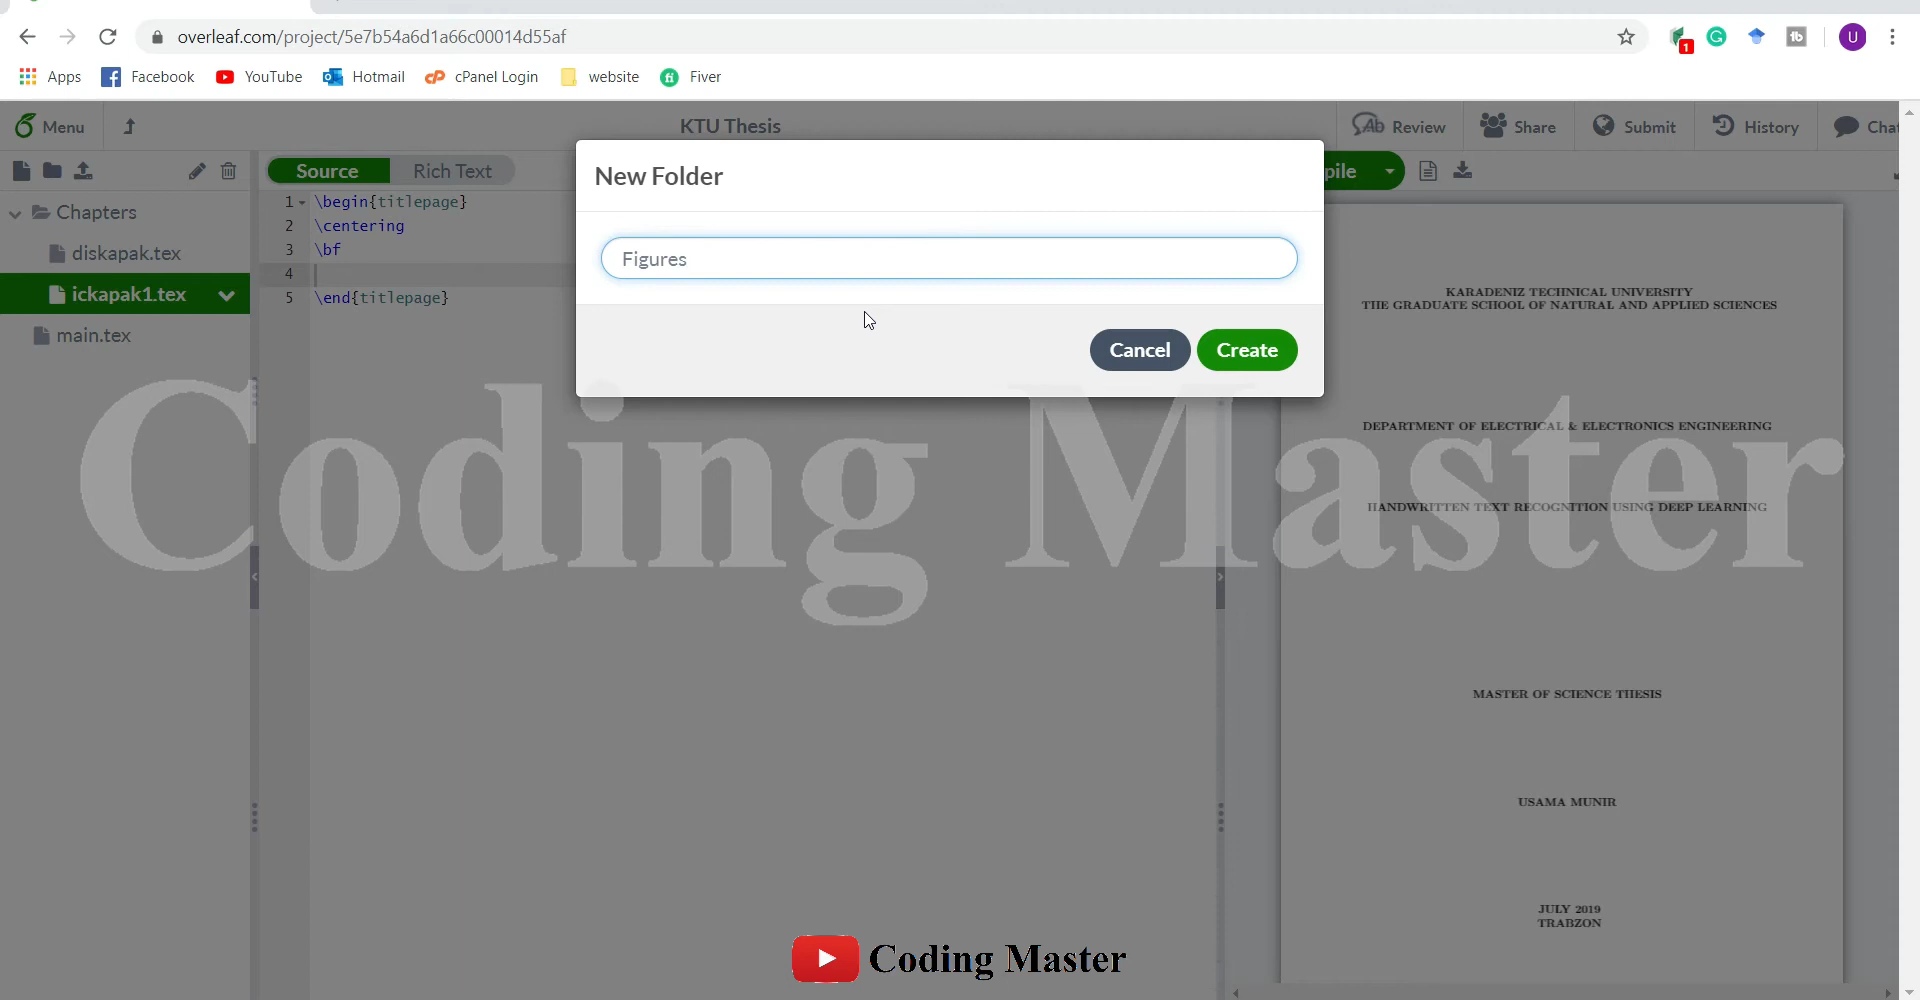 overleaf.com/project/5e7b54a6d1a66c00014d55af
1
U
Apps Facebook YouTube Hotmail cPanel Login website Fiver
Menu KTU Thesis Review Share Submit History Chat
Source Rich Text
pile
New Folder
Figures
Cancel Create
Chapters
diskapak.tex
ickapak1.tex
main.tex
1 \begin{titlepage}
2 \centering
3 \bf
4
5 \end{titlepage}
KARADENIZ TECHNICAL UNIVERSITY
THE GRADUATE SCHOOL OF NATURAL AND APPLIED SCIENCES
DEPARTMENT OF ELECTRICAL & ELECTRONICS ENGINEERING
HANDWRITTEN TEXT RECOGNITION USING DEEP LEARNING
MASTER OF SCIENCE THESIS
USAMA MUNIR
JULY 2019
TRABZON
Coding Master
Coding Master